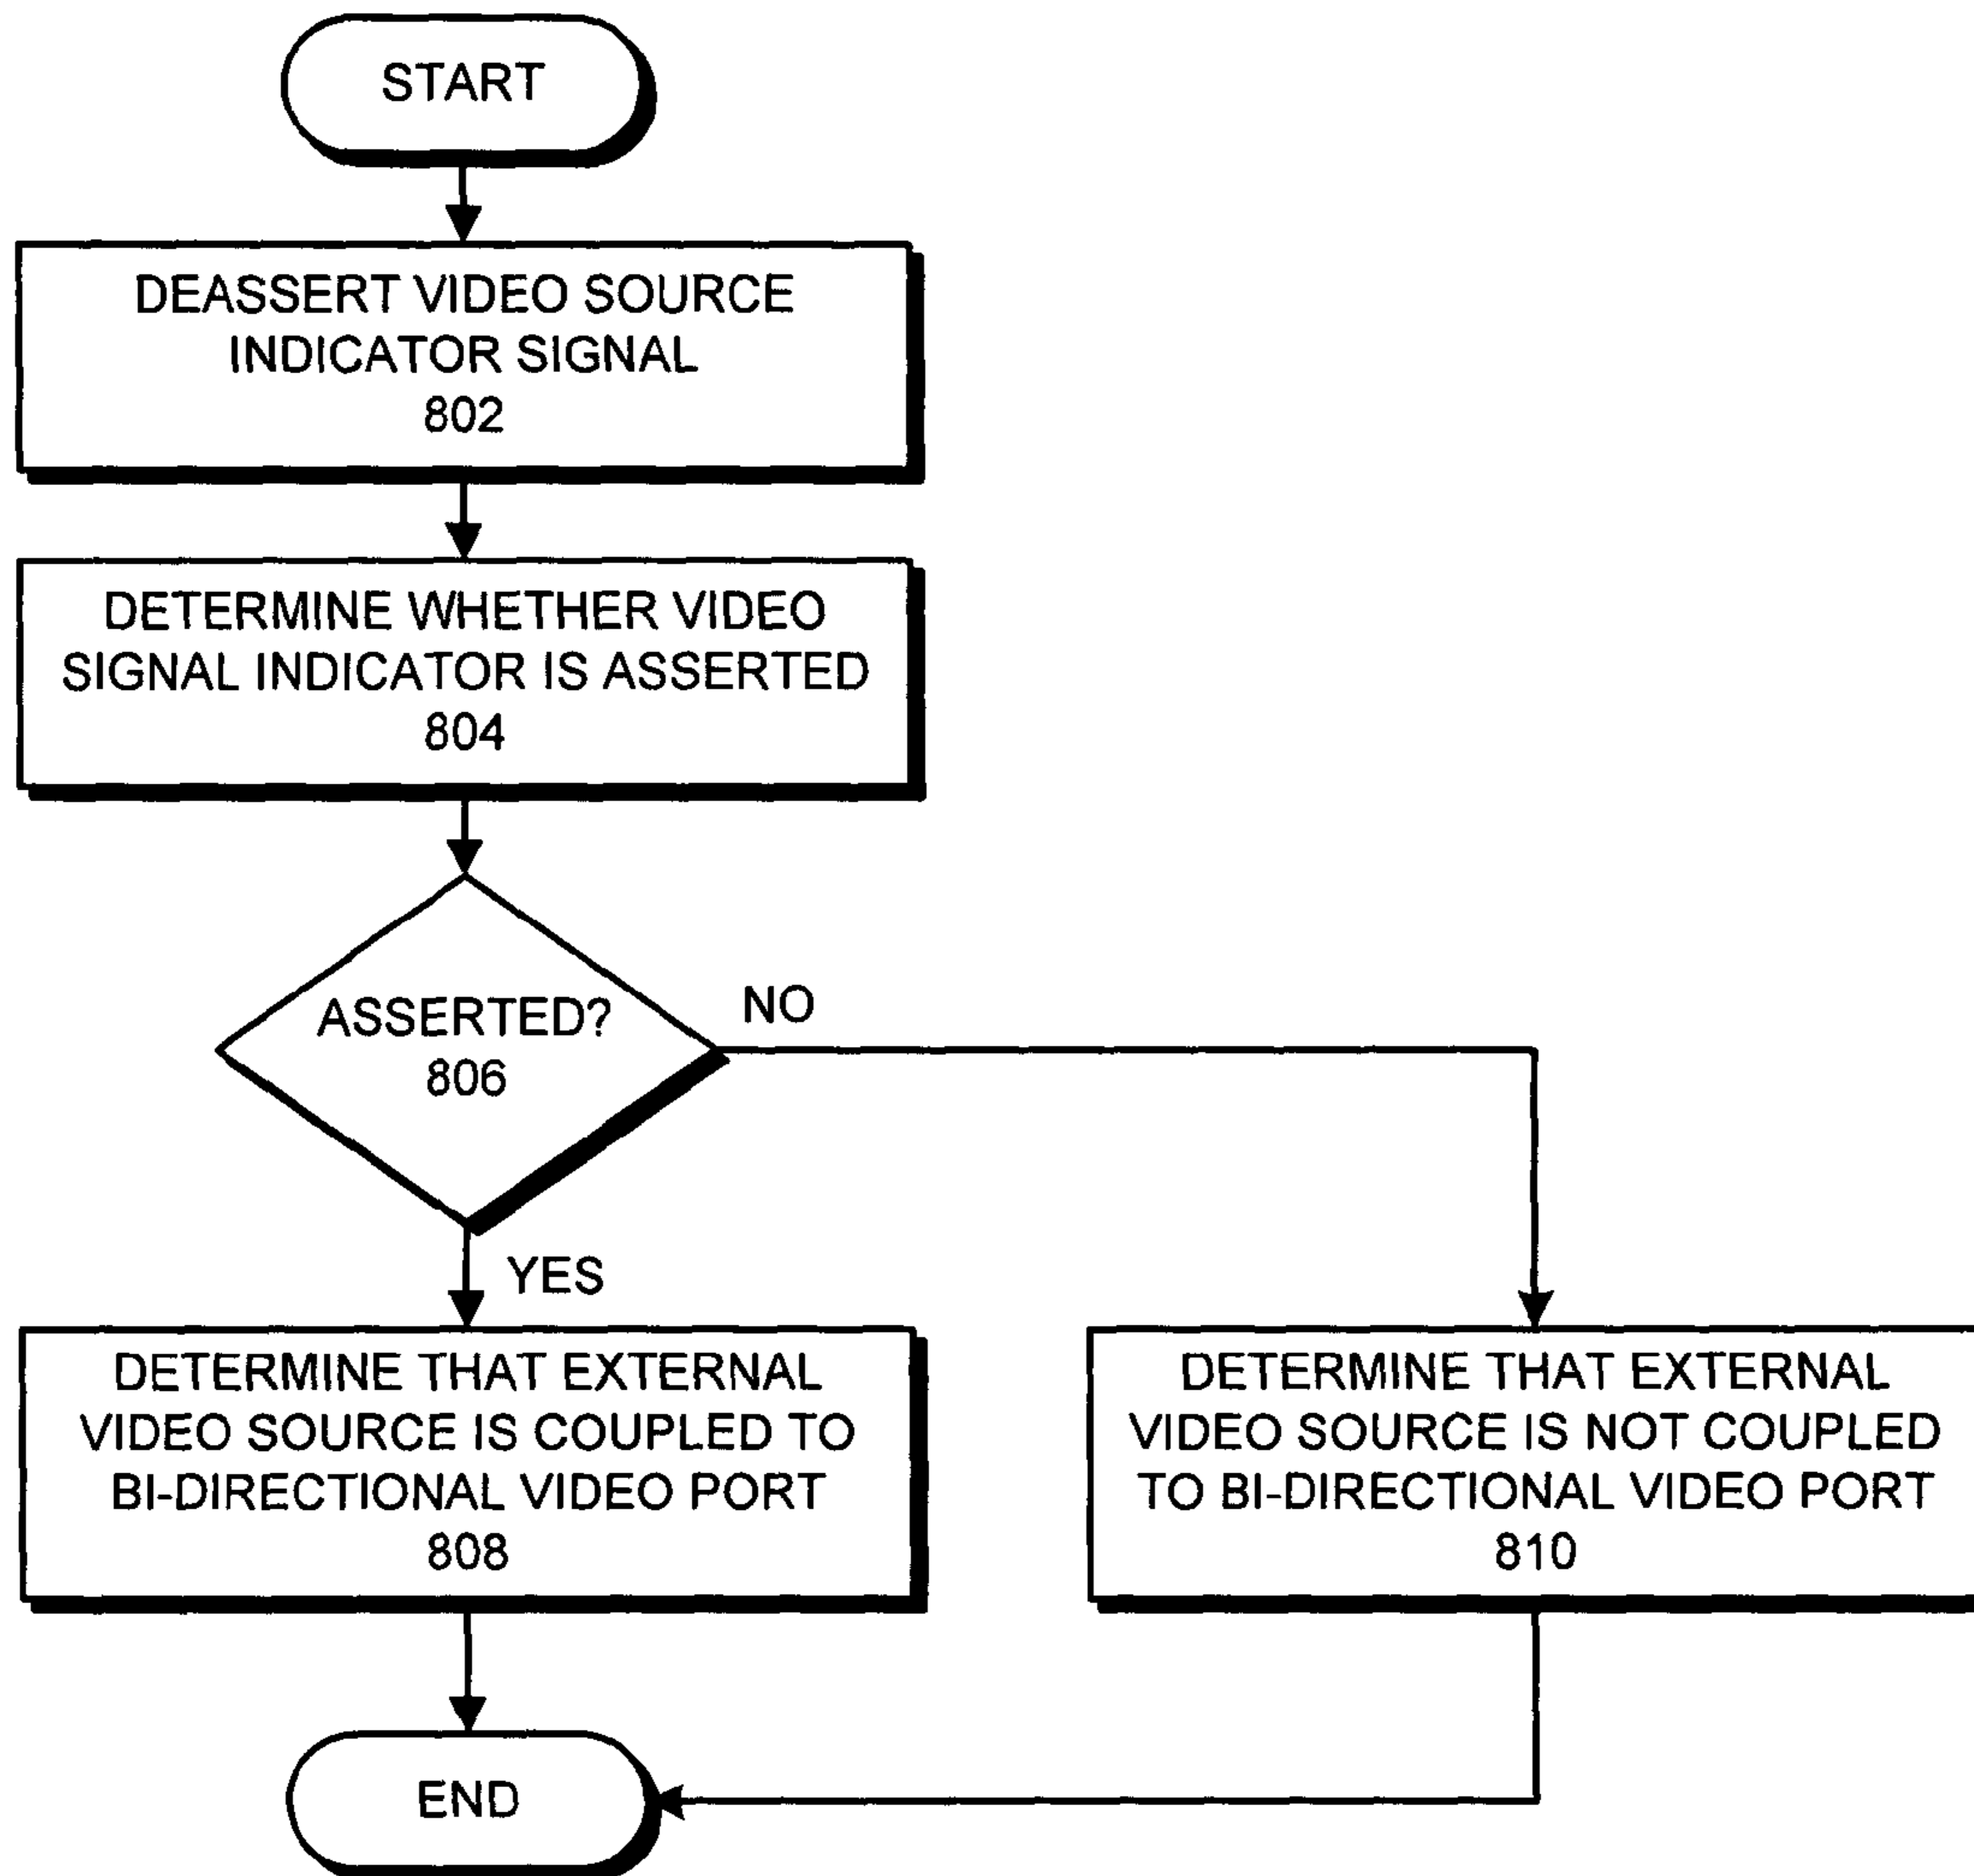 START
DEASSERT VIDEO SOURCE
INDICATOR SIGNAL
802
DETERMINE WHETHER VIDEO
SIGNAL INDICATOR IS ASSERTED
804
ASSERTED?
806
NO
YES
DETERMINE THAT EXTERNAL
VIDEO SOURCE IS COUPLED TO
BI-DIRECTIONAL VIDEO PORT
808
DETERMINE THAT EXTERNAL
VIDEO SOURCE IS NOT COUPLED
TO BI-DIRECTIONAL VIDEO PORT
810
END